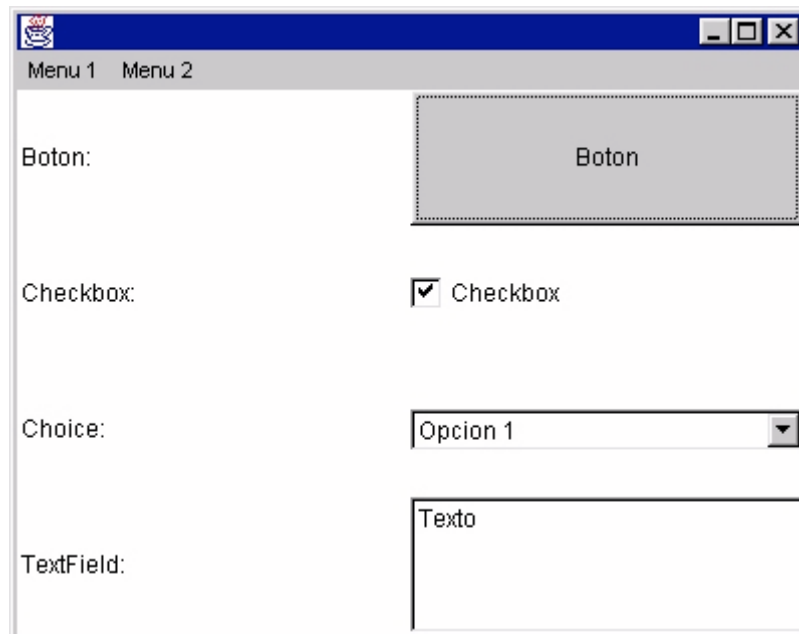 Menu 1 Menu 2
Boton: Boton
Checkbox: Checkbox
Choice: Opcion 1
Texto
TextField: